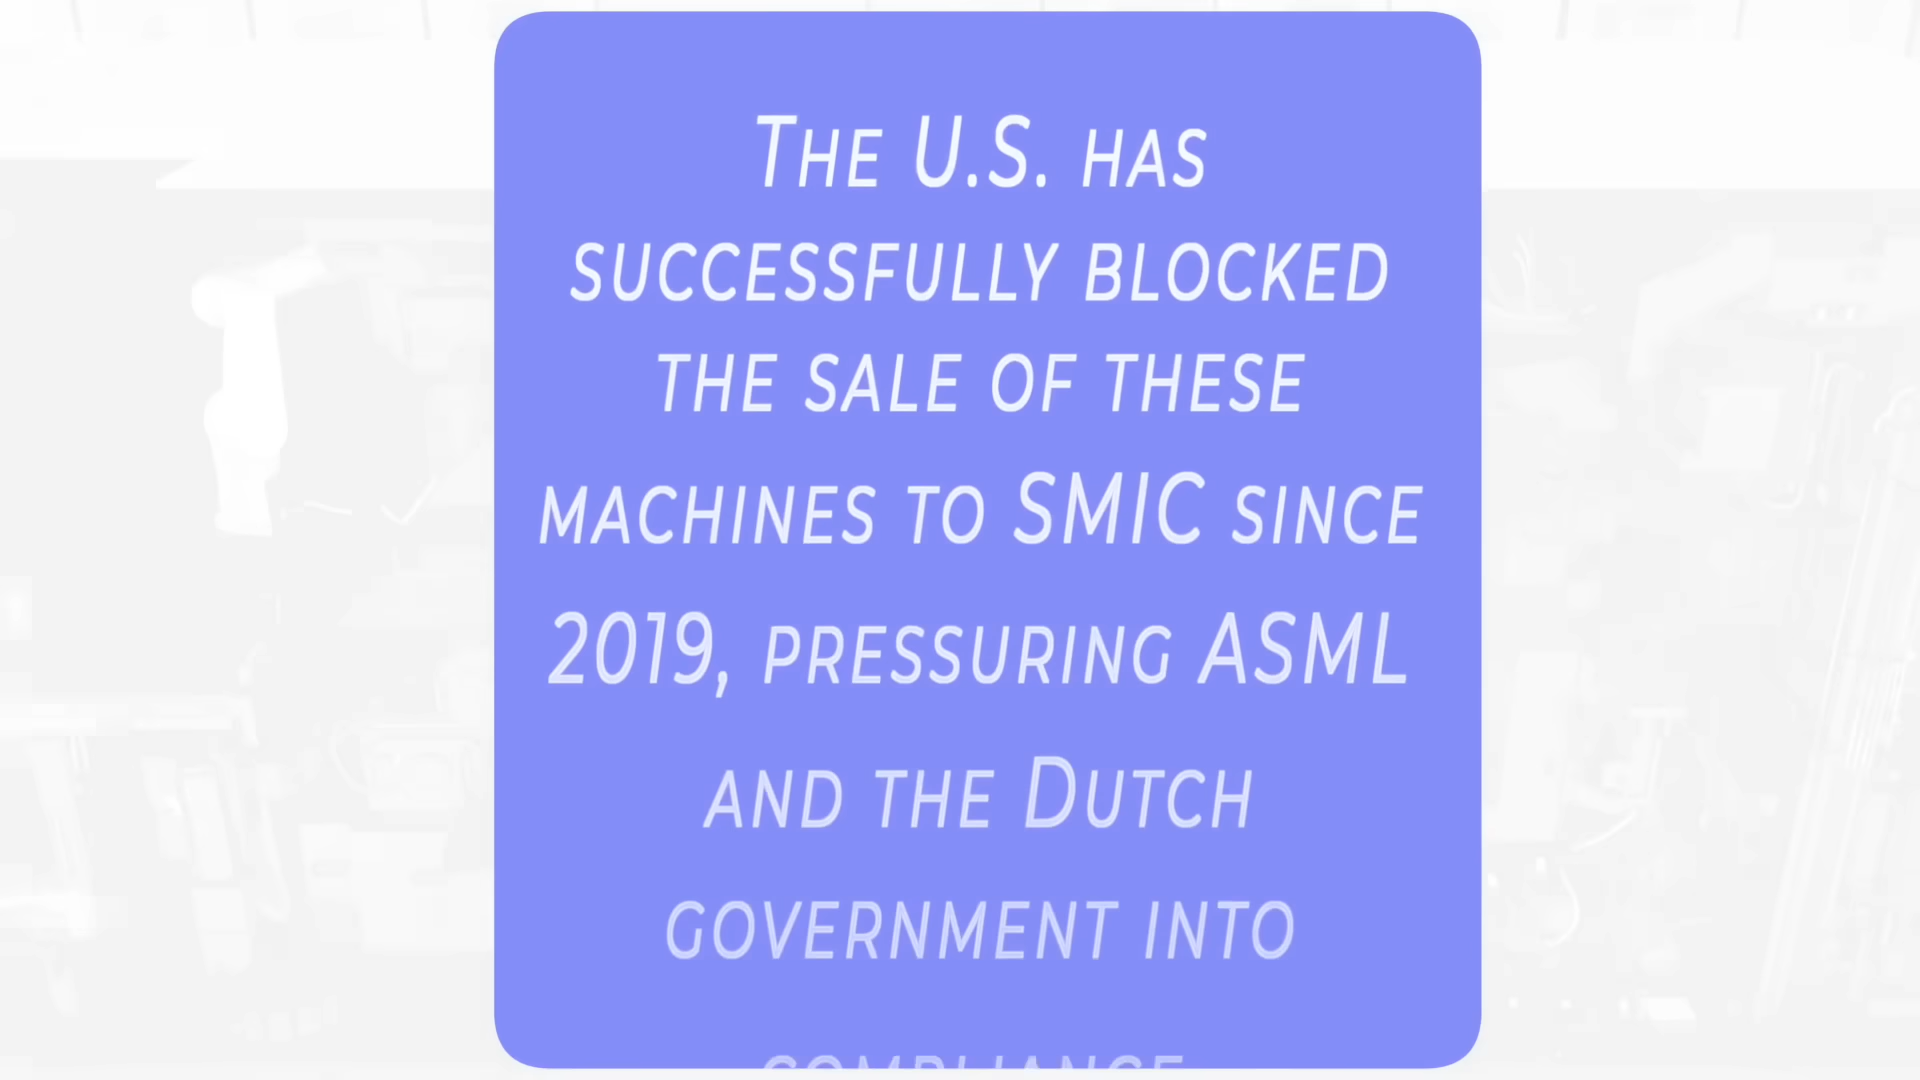 The U.S. has
successfully blocked
the sale of these
machines to SMIC since
2019, pressuring ASML
and the Dutch
government into
compliance